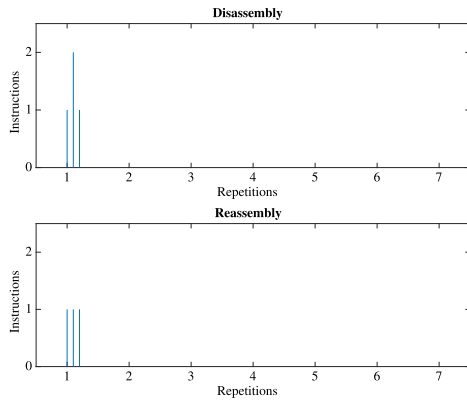 Disassembly
2
1
0
Instructions
1 2 3 4 5 6 7
Repetitions
Reassembly
2
1
0
Instructions
1 2 3 4 5 6 7
Repetitions